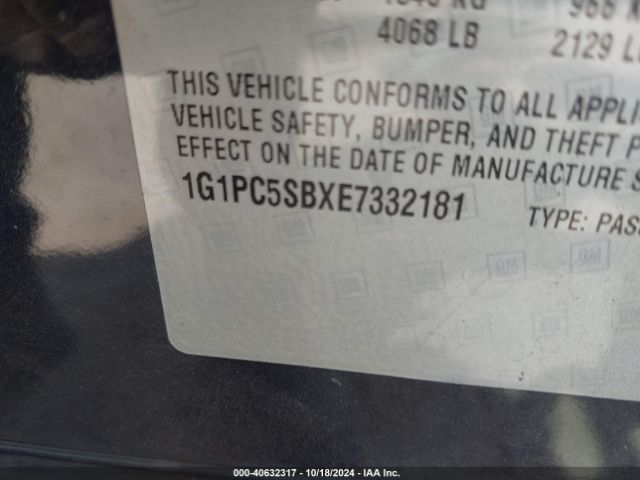 4068 LB 2129 L
THIS VEHICLE CONFORMS TO ALL APPLI
VEHICLE SAFETY, BUMPER, AND THEFT P
EFFECT ON THE DATE OF MANUFACTURE S
1G1PC5SBXE7332181 TYPE: PAS
GM
000-40632317 - 10/18/2024 - IAA Inc.